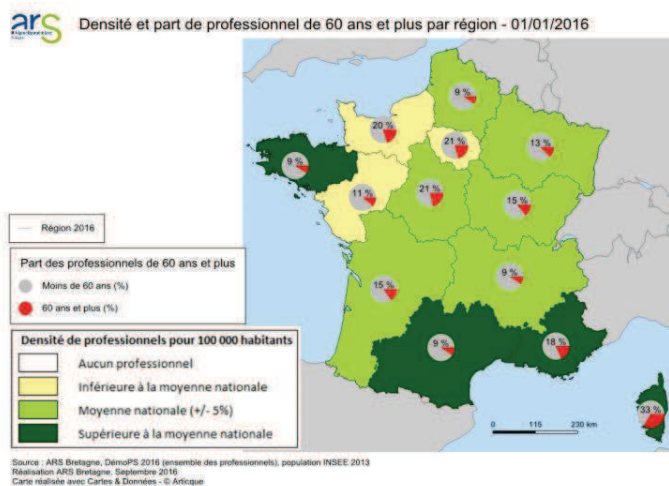 ars
Densité et part de professionnel de 60 ans et plus par région - 01/01/2016
9 %
20 %
21 %
13 %
9 %
11 %
21 %
15 %
15 %
9 %
9 %
18 %
33 %
Région 2016
Part des professionnels de 60 ans et plus
Moins de 60 ans (%)
60 ans et plus (%)
Densité de professionnels pour 100 000 habitants
Aucun professionnel
Inférieure à la moyenne nationale
Moyenne nationale (+/- 5%)
Supérieure à la moyenne nationale
0 115 230 km
Source : ARS Bretagne, DémoPS 2016 (ensemble des professionnels), population INSEE 2013
Réalisation ARS Bretagne, Septembre 2016
Carte réalisée avec Cartes & Données - © Articque